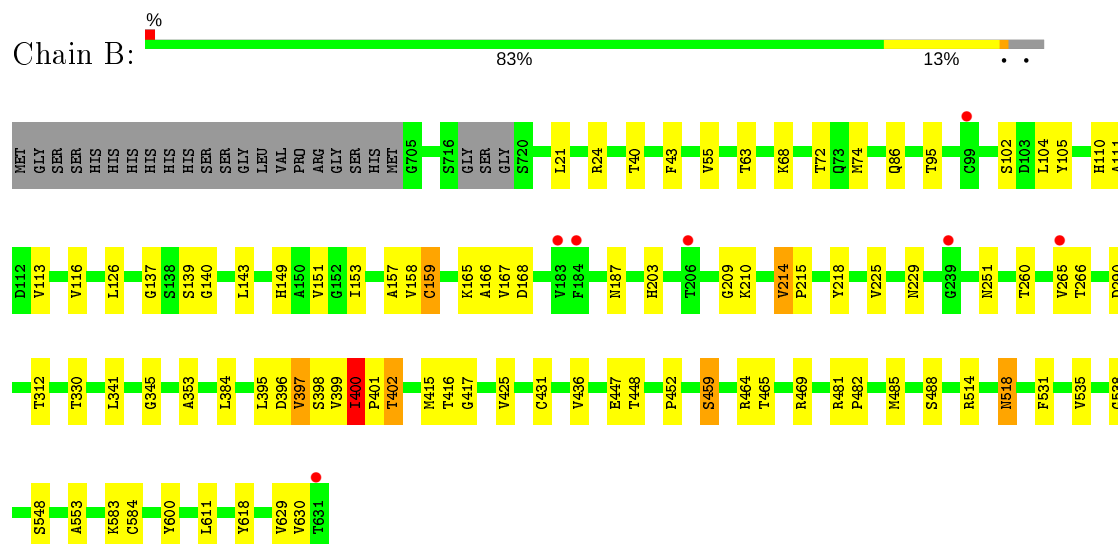 %
Chain B:
83% 13% • •
MET GLY SER SER HIS HIS HIS HIS HIS HIS SER SER GLY LEU VAL PRO ARG GLY SER HIS MET G705 S716 GLY SER GLY S720 L21 R24 T40 F43 V55 T63 K68 T72 Q73 M74 Q86 T95 C99 S102 D103 L104 Y105 H110 A111
D112 V113 V116 L126 G137 S138 S139 G140 L143 H149 A150 V151 G152 I153 A157 V158 C159 K165 A166 V167 D168 V183 F184 N187 H203 T206 G209 K210 V214 P215 Y218 V225 N229 G239 N251 T260 V265 T266 D290
T312 T330 L341 G345 A353 L384 L395 D396 V397 S398 V399 I400 P401 T402 M415 T416 G417 V425 C431 V436 E447 T448 P452 S459 R464 T465 R469 R481 P482 M485 S488 R514 N518 F531 V535 G538
S548 A553 K583 C584 Y600 L611 Y618 V629 V630 T631